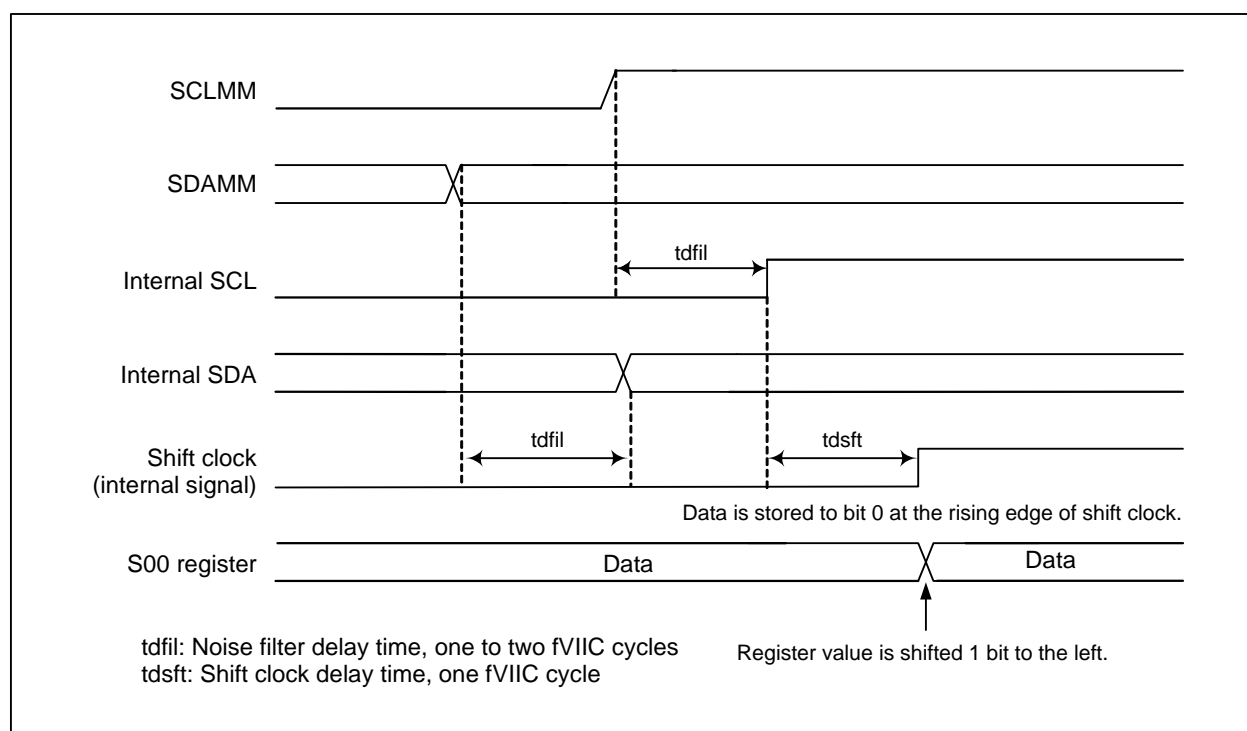 SCLMM
SDAMM
tdfil
Internal SCL
Internal SDA
tdfil
tdsft
Shift clock
(internal signal)
Data is stored to bit 0 at the rising edge of shift clock.
S00 register
Data
Data
tdfil: Noise filter delay time, one to two fVIIC cycles
Register value is shifted 1 bit to the left.
tdsft: Shift clock delay time, one fVIIC cycle